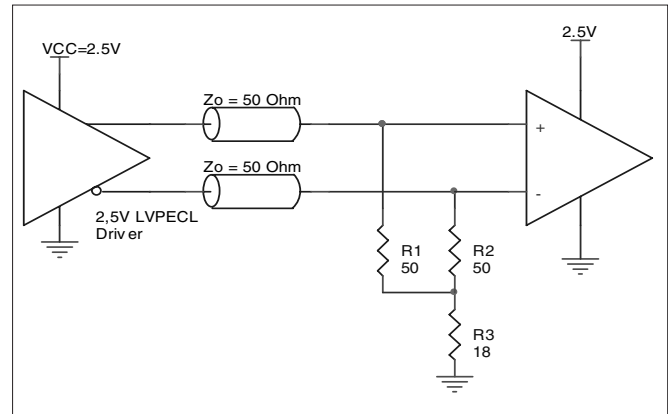 VCC=2.5V
2.5V
Zo = 50 Ohm
+
Zo = 50 Ohm
-
2,5V LVPECL
Driver
R1
50
R2
50
R3
18